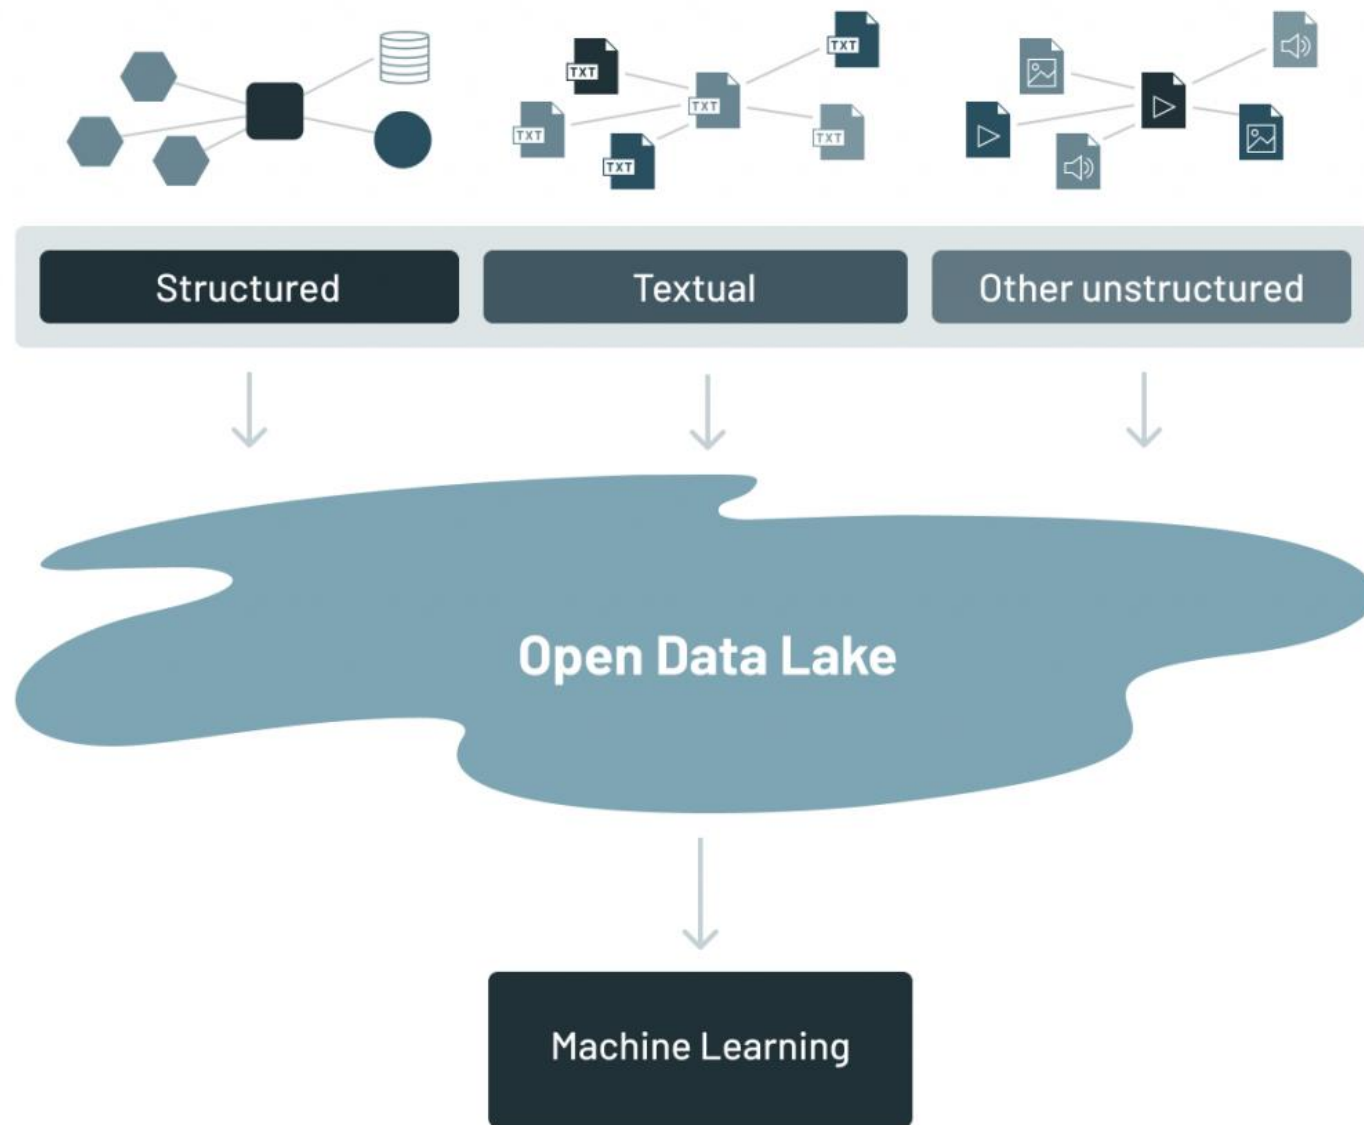 TXT
TXT
TXT
TXT
TXT
TXT
Structured
Textual
Other unstructured
Open Data Lake
Machine Learning